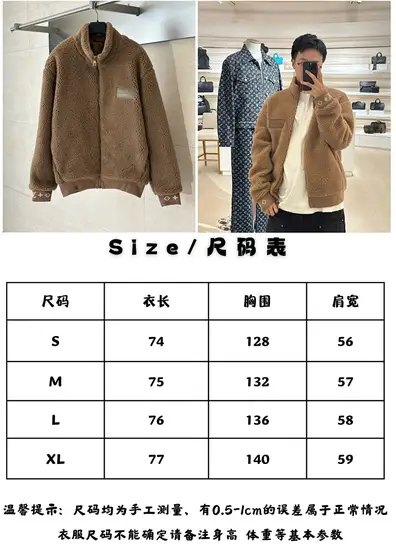 Size/尺码表
尺码 衣长 胸围 肩宽
S 74 128 56
M 75 132 57
L 76 136 58
XL 77 140 59
温馨提示：尺码均为手工测量、有0.5-1cm的误差属于正常情况
衣服尺码不能确定请备注身高 体重等基本参数